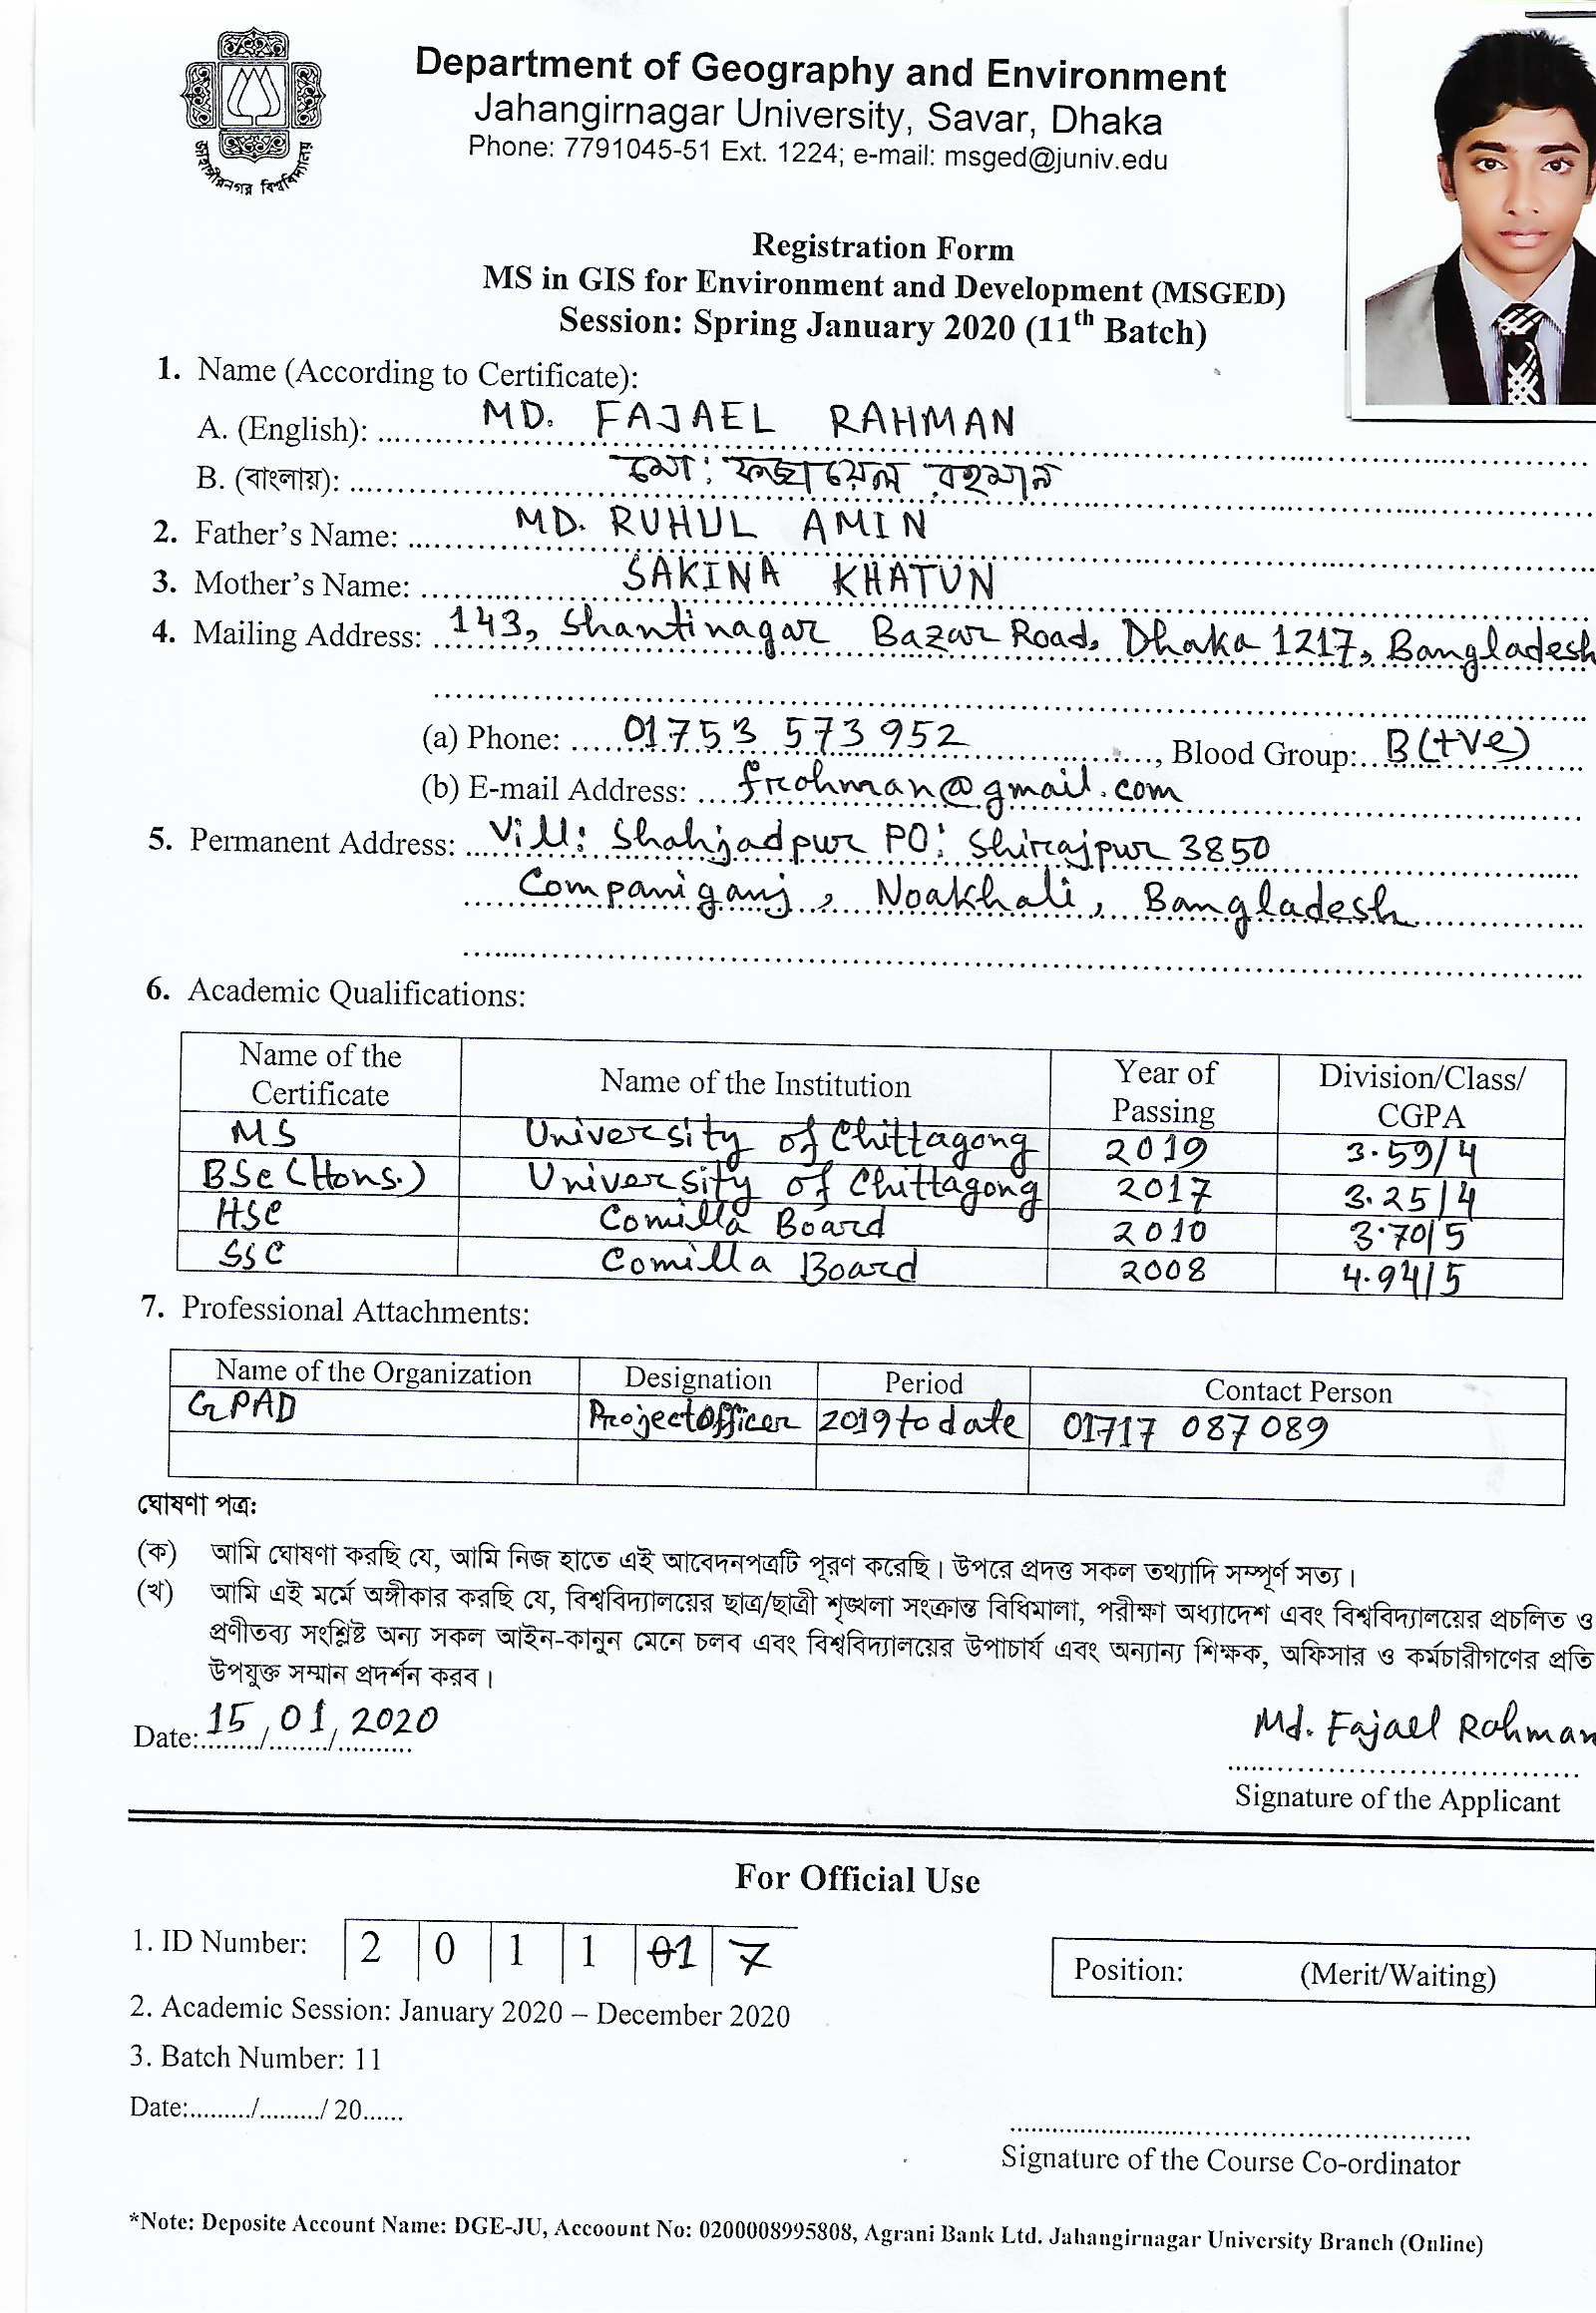 জাহাঙ্গীরনগর বিশ্ববিদ্যালয়
Department of Geography and Environment
Jahangirnagar University, Savar, Dhaka
Phone: 7791045-51 Ext. 1224; e-mail: msged@juniv.edu
Registration Form
MS in GIS for Environment and Development (MSGED)
Session: Spring January 2020 (11th Batch)
1. Name (According to Certificate):
A. (English): MD. FAJAEL RAHMAN
B. (বাংলায়): মো: ফজায়েল রহমান
2. Father's Name: MD. RUHUL AMIN
3. Mother's Name: SAKINA KHATUN
4. Mailing Address: 143, Shantinagar Bazar Road, Dhaka 1217, Bangladesh
(a) Phone: 01753 573952, Blood Group: B(+ve)
(b) E-mail Address: frohman@gmail.com
5. Permanent Address: Vill: Shahjadpur PO: Shirajpur 3850
Companiganj, Noakhali, Bangladesh
6. Academic Qualifications:
Name of the Certificate Name of the Institution Year of Passing Division/Class/ CGPA
MS University of Chittagong 2019 3.59/4
BSc (Hons.) University of Chittagong 2017 3.25/4
HSC Comilla Board 2010 3.70/5
SSC Comilla Board 2008 4.94/5
7. Professional Attachments:
Name of the Organization Designation Period Contact Person
GPAD Project Officer 2019 to date 01717 087089
ঘোষণা পত্র:
(ক) আমি ঘোষণা করছি যে, আমি নিজ হাতে এই আবেদনপত্রটি পূরণ করেছি। উপরে প্রদত্ত সকল তথ্যাদি সম্পূর্ণ সত্য।
(খ) আমি এই মর্মে অঙ্গীকার করছি যে, বিশ্ববিদ্যালয়ের ছাত্র/ছাত্রী শৃঙ্খলা সংক্রান্ত বিধিমালা, পরীক্ষা অধ্যাদেশ এবং বিশ্ববিদ্যালয়ের প্রচলিত ও
প্রণীতব্য সংশ্লিষ্ট অন্য সকল আইন-কানুন মেনে চলব এবং বিশ্ববিদ্যালয়ের উপাচার্য এবং অন্যান্য শিক্ষক, অফিসার ও কর্মচারীগণের প্রতি
উপযুক্ত সম্মান প্রদর্শন করব।
Date: 15/01/2020
Md. Fajael Rahman
Signature of the Applicant
For Official Use
1. ID Number: 2 0 1 1 01 7
Position: (Merit/Waiting)
2. Academic Session: January 2020 – December 2020
3. Batch Number: 11
Date:........./........./ 20......
Signature of the Course Co-ordinator
*Note: Deposite Account Name: DGE-JU, Accoount No: 0200008995808, Agrani Bank Ltd. Jahangirnagar University Branch (Online)